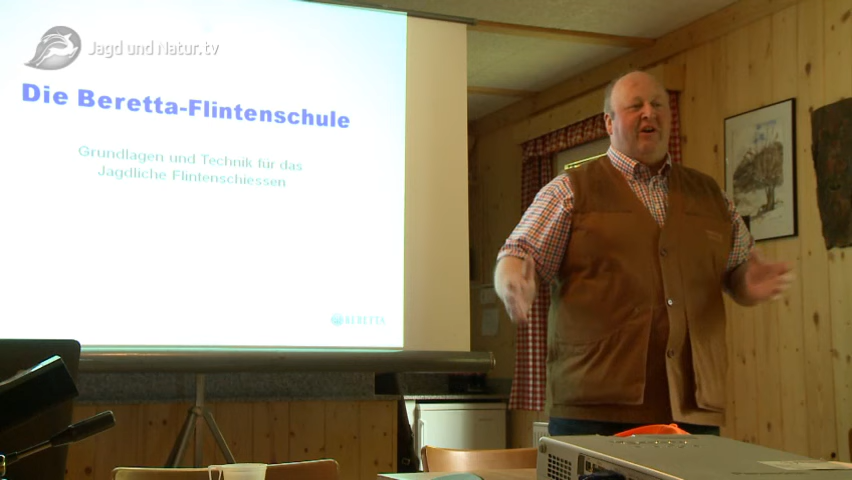 Jagd und Natur.tv
Die Beretta-Flintenschule
Grundlagen und Technik für das
Jagdliche Flintenschiessen
BERETTA